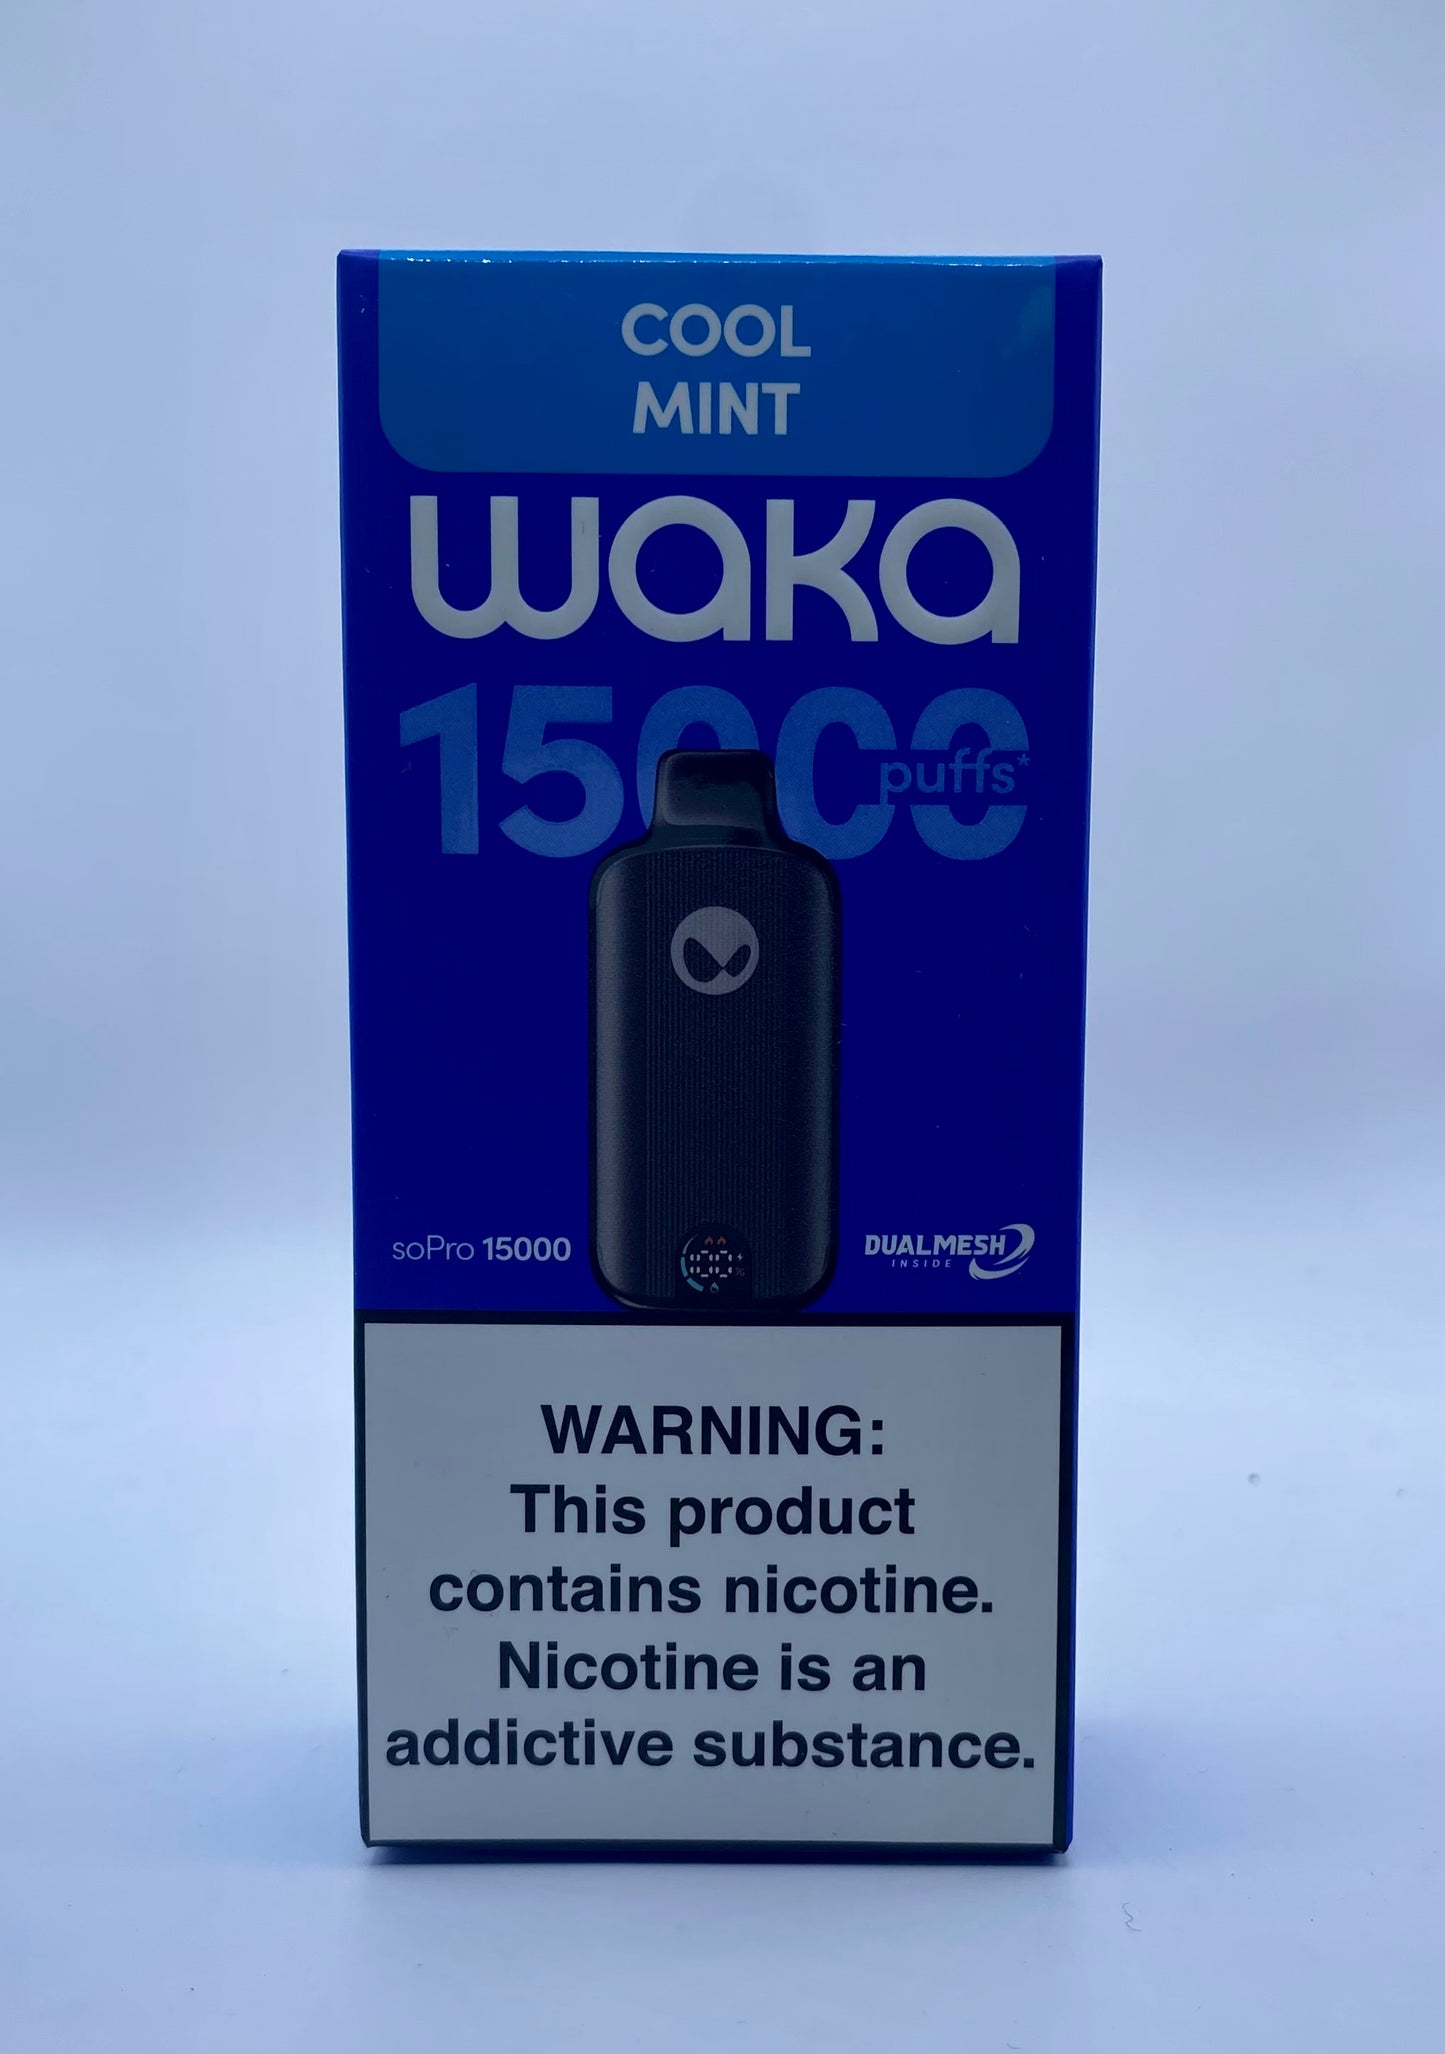 COOL
MINT
waka
15000
puffs*
soPro 15000
DUALMESH
INSIDE
WARNING:
This product
contains nicotine.
Nicotine is an
addictive substance.